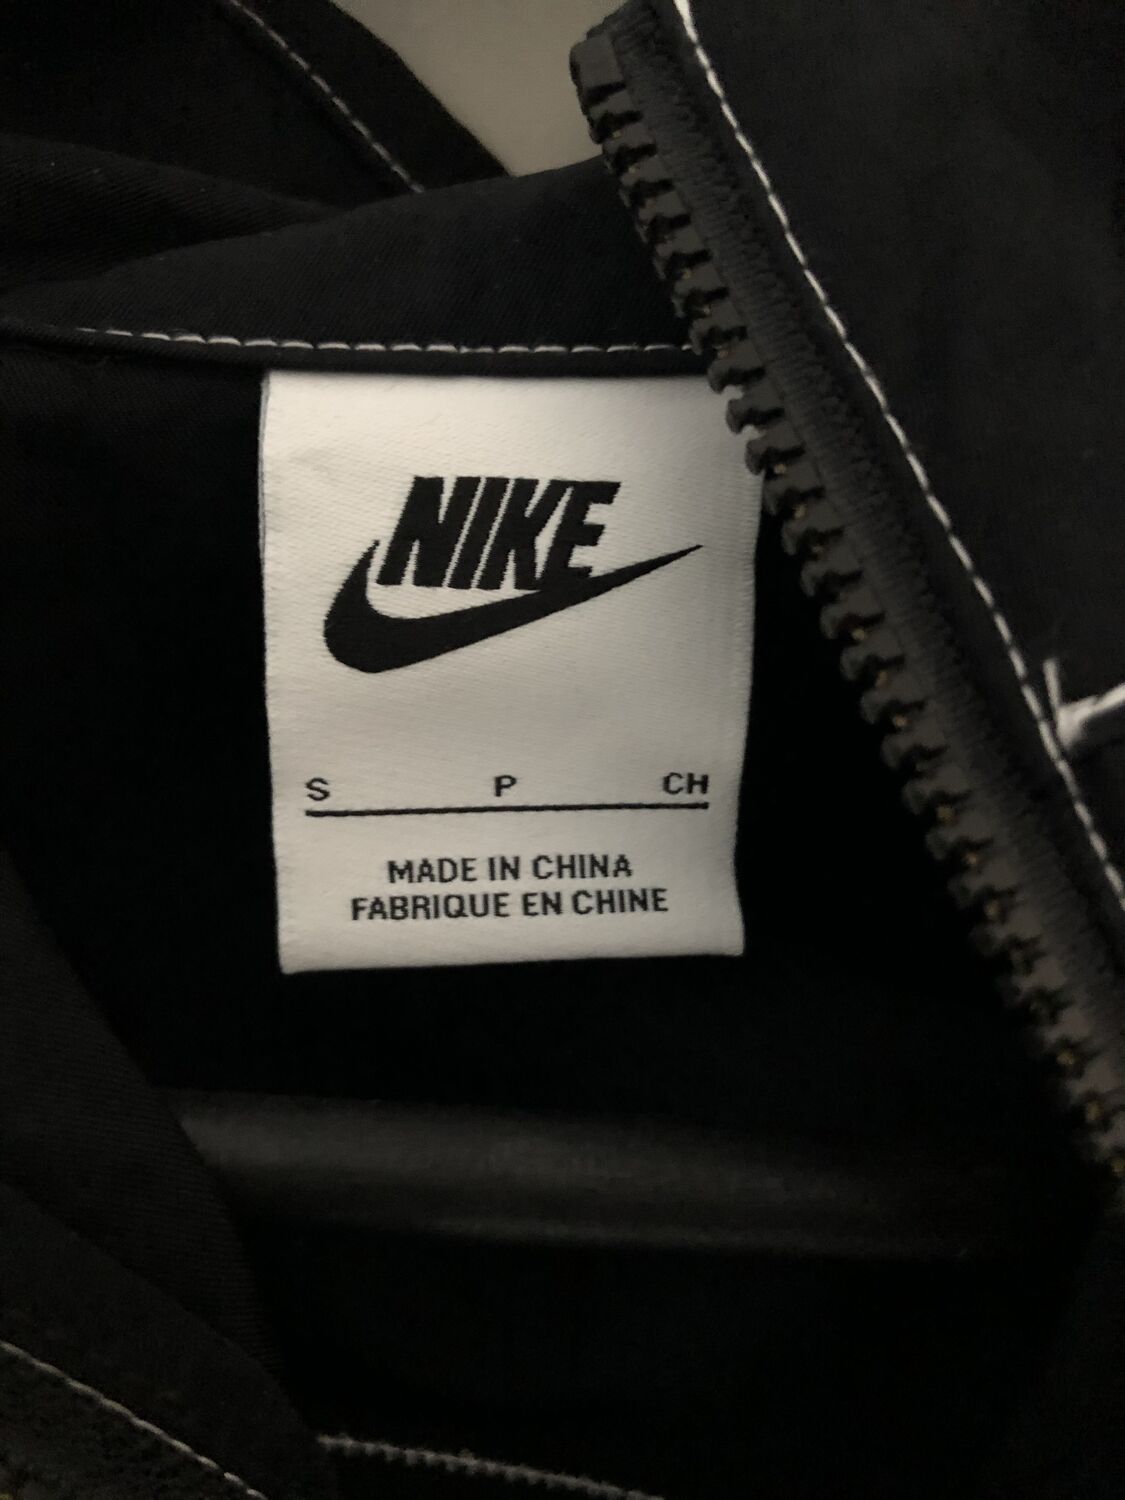 NIKE
S P CH
MADE IN CHINA
FABRIQUE EN CHINE